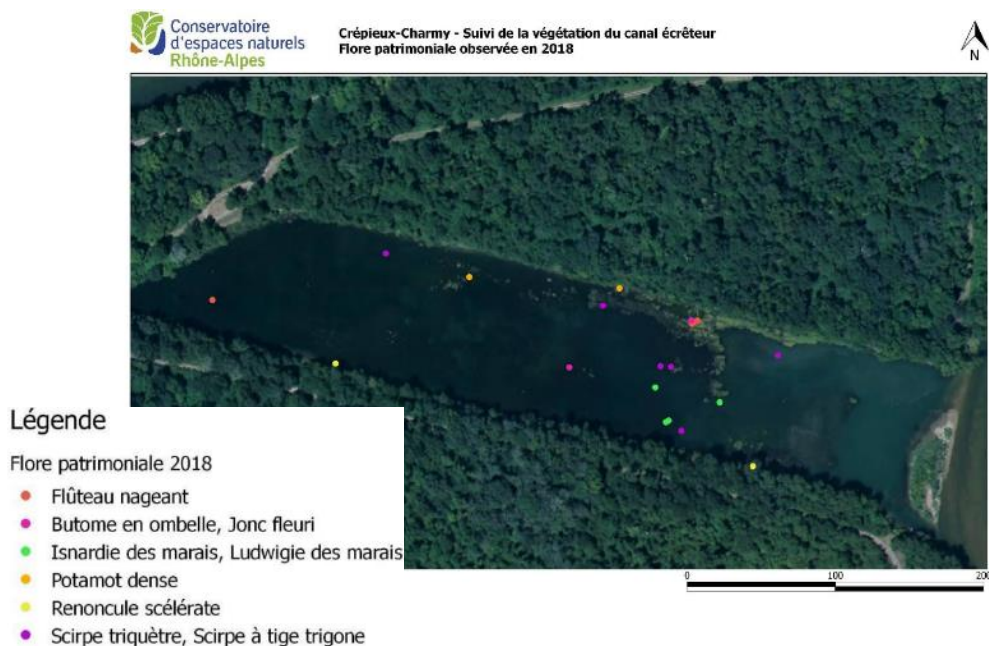 Conservatoire
d'espaces naturels
Rhône-Alpes
Crépieux-Charmy - Suivi de la végétation du canal écrêteur
Flore patrimoniale observée en 2018
N
Légende
Flore patrimoniale 2018
Flûteau nageant
Butome en ombelle, Jonc fleuri
Isnardie des marais, Ludwigie des marais
Potamot dense
Renoncule scélérate
Scirpe triquètre, Scirpe à tige trigone
0 100 200